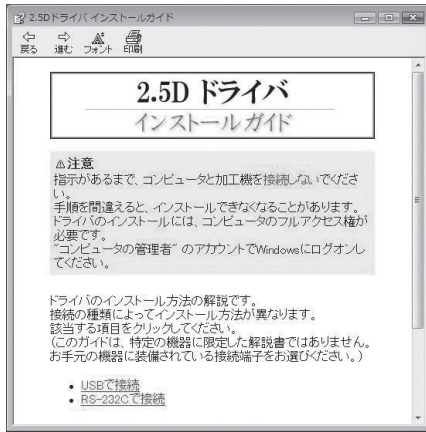 2.5Dドライバ インストールガイド
戻る 進む フォント 印刷
2.5D ドライバ
インストールガイド
⚠注意
指示があるまで、コンピュータと加工機を接続しないでくださ
い。
手順を間違えると、インストールできなくなることがあります。
ドライバのインストールには、コンピュータのフルアクセス権が
必要です。
"コンピュータの管理者" のアカウントでWindowsにログオンし
てください。
ドライバのインストール方法の解説です。
接続の種類によってインストール方法が異なります。
該当する項目をクリックしてください。
(このガイドは、特定の機器に限定した解説書ではありません。
お手元の機器に装備されている接続端子をお選びください。)
• USBで接続
• RS-232Cで接続